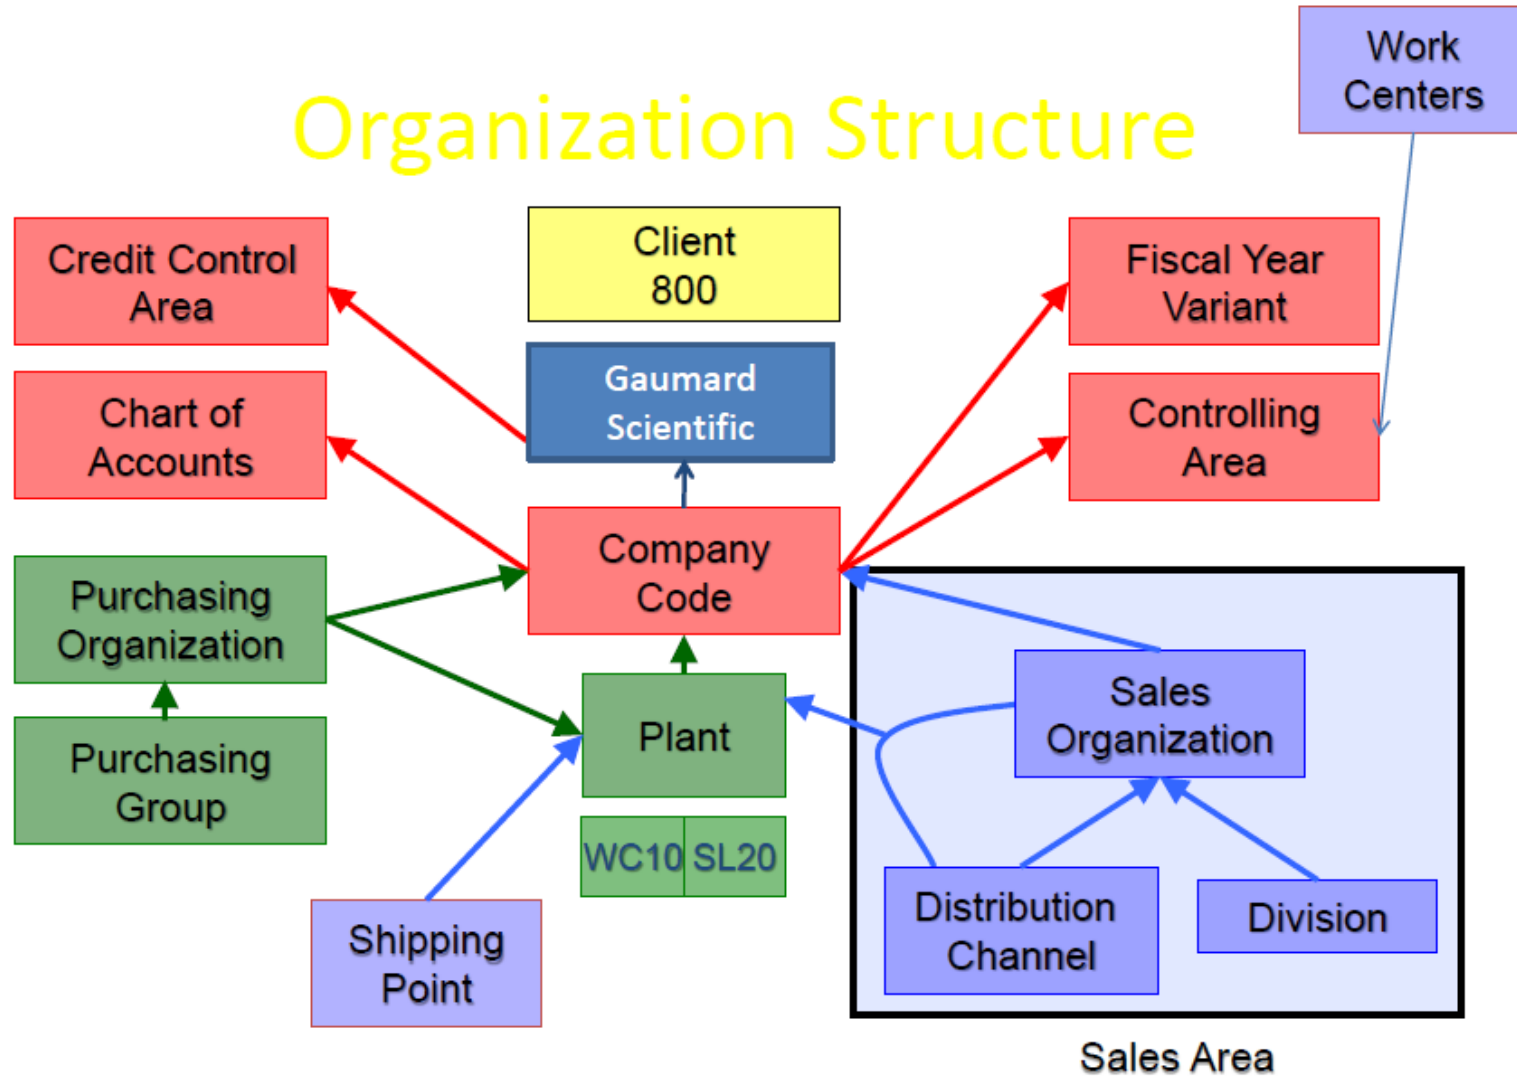 Work
Centers
Organization Structure
Credit Control
Area
Client
800
Fiscal Year
Variant
Gaumard
Scientific
Chart of
Accounts
Controlling
Area
Company
Code
Purchasing
Organization
Sales
Organization
Plant
Purchasing
Group
WC10 SL20
Distribution
Channel
Division
Shipping
Point
Sales Area